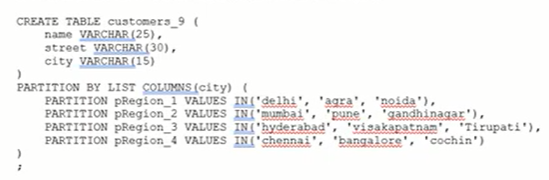 CREATE TABLE customers_9 (
name VARCHAR(25),
street VARCHAR(30),
city VARCHAR(15)
)
PARTITION BY LIST COLUMNS(city) (
PARTITION pRegion_1 VALUES IN('delhi', 'agra', 'noida'),
PARTITION pRegion_2 VALUES IN('mumbai', 'pune', 'gandhinagar'),
PARTITION pRegion_3 VALUES IN('hyderabad', 'visakapatnam', 'Tirupati'),
PARTITION pRegion_4 VALUES IN('chennai', 'bangalore', 'cochin')
)
;